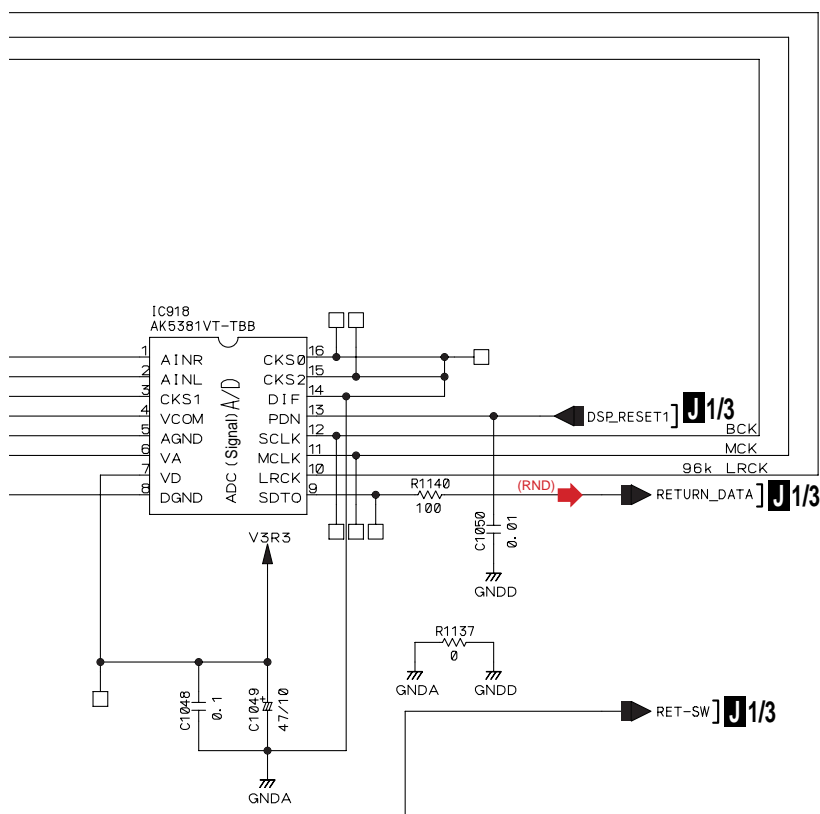 IC918
AK5381VT-TBB
1 AINR CKS0 16
2 AINL CKS2 15
3 CKS1 DIF 14
4 VCOM PDN 13
5 AGND SCLK 12
6 VA MCLK 11
7 VD LRCK 10
8 DGND SDTO 9
ADC (Signal) A/D
DSP_RESET1] J 1/3
BCK
MCK
96k LRCK
R1140
100
(RND)
RETURN_DATA] J 1/3
C1050
0.01
GNDD
V3R3
R1137
0
GNDA GNDD
C1048
0.1
C1049
+
47/10
GNDA
RET-SW] J 1/3